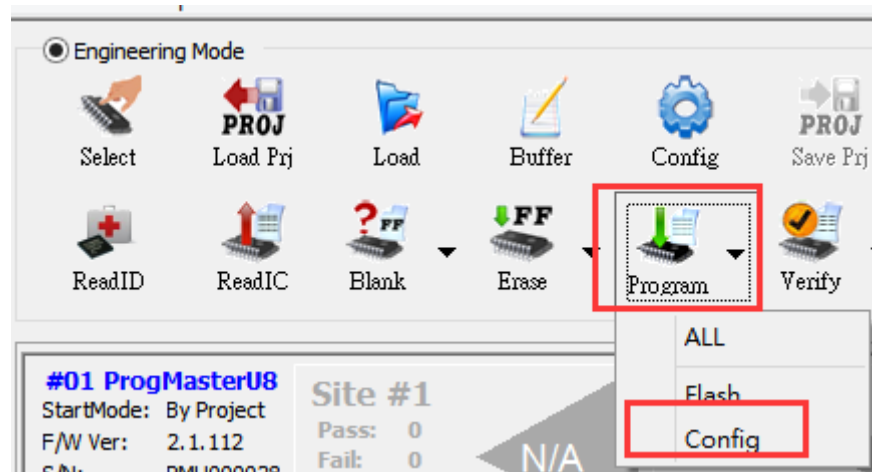 Engineering Mode
PROJ PROJ
Select Load Prj Load Buffer Config Save Prj
? FF FF
ReadID ReadIC Blank Erase Program Verify
ALL
Flash
Config
#01 ProgMasterU8
StartMode: By Project
F/W Ver: 2.1.112
Site #1
Pass: 0
Fail: 0
N/A